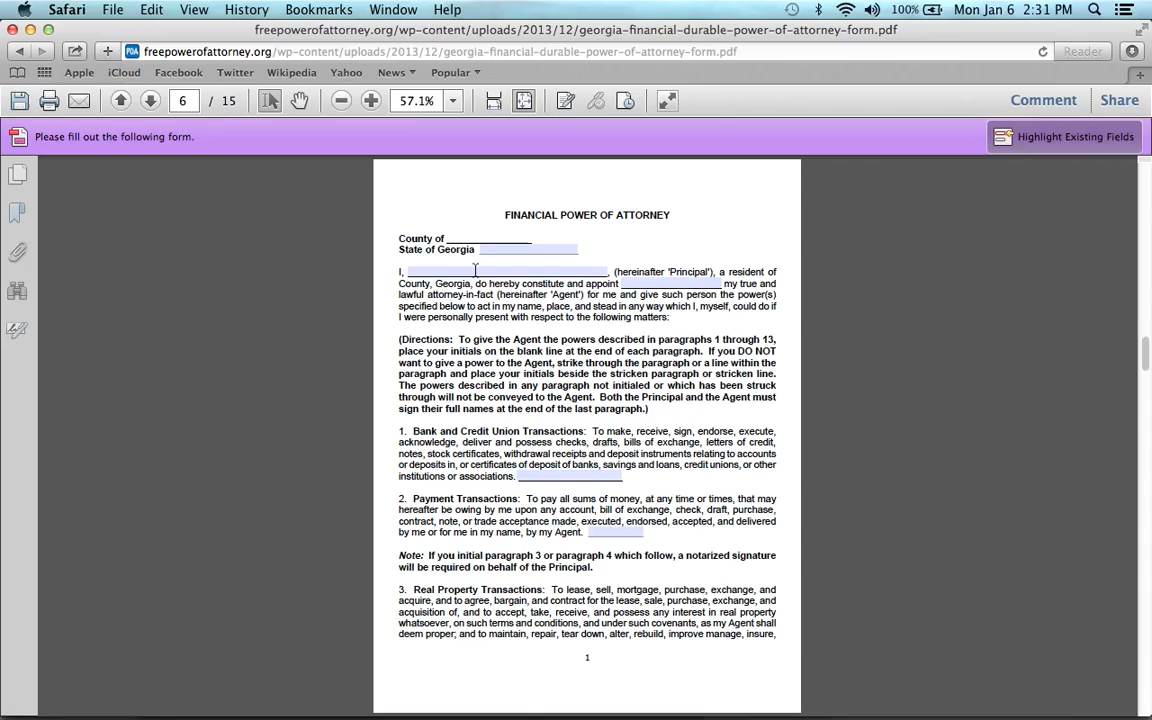 Safari File Edit View History Bookmarks Window Help 100% Mon Jan 6 2:31 PM
freepowerofattorney.org/wp-content/uploads/2013/12/georgia-financial-durable-power-of-attorney-form.pdf
POA freepowerofattorney.org/wp-content/uploads/2013/12/georgia-financial-durable-power-of-attorney-form.pdf Reader
Apple iCloud Facebook Twitter Wikipedia Yahoo News Popular
6 / 15 57.1% Comment Share
Please fill out the following form. Highlight Existing Fields
FINANCIAL POWER OF ATTORNEY
County of
State of Georgia
I, , (hereinafter 'Principal'), a resident of
County, Georgia, do hereby constitute and appoint my true and
lawful attorney-in-fact (hereinafter 'Agent') for me and give such person the power(s)
specified below to act in my name, place, and stead in any way which I, myself, could do if
I were personally present with respect to the following matters:
(Directions: To give the Agent the powers described in paragraphs 1 through 13,
place your initials on the blank line at the end of each paragraph. If you DO NOT
want to give a power to the Agent, strike through the paragraph or a line within the
paragraph and place your initials beside the stricken paragraph or stricken line.
The powers described in any paragraph not initialed or which has been struck
through will not be conveyed to the Agent. Both the Principal and the Agent must
sign their full names at the end of the last paragraph.)
1. Bank and Credit Union Transactions: To make, receive, sign, endorse, execute,
acknowledge, deliver and possess checks, drafts, bills of exchange, letters of credit,
notes, stock certificates, withdrawal receipts and deposit instruments relating to accounts
or deposits in, or certificates of deposit of banks, savings and loans, credit unions, or other
institutions or associations.
2. Payment Transactions: To pay all sums of money, at any time or times, that may
hereafter be owing by me upon any account, bill of exchange, check, draft, purchase,
contract, note, or trade acceptance made, executed, endorsed, accepted, and delivered
by me or for me in my name, by my Agent.
Note: If you initial paragraph 3 or paragraph 4 which follow, a notarized signature
will be required on behalf of the Principal.
3. Real Property Transactions: To lease, sell, mortgage, purchase, exchange, and
acquire, and to agree, bargain, and contract for the lease, sale, purchase, exchange, and
acquisition of, and to accept, take, receive, and possess any interest in real property
whatsoever, on such terms and conditions, and under such covenants, as my Agent shall
deem proper; and to maintain, repair, tear down, alter, rebuild, improve manage, insure,
1